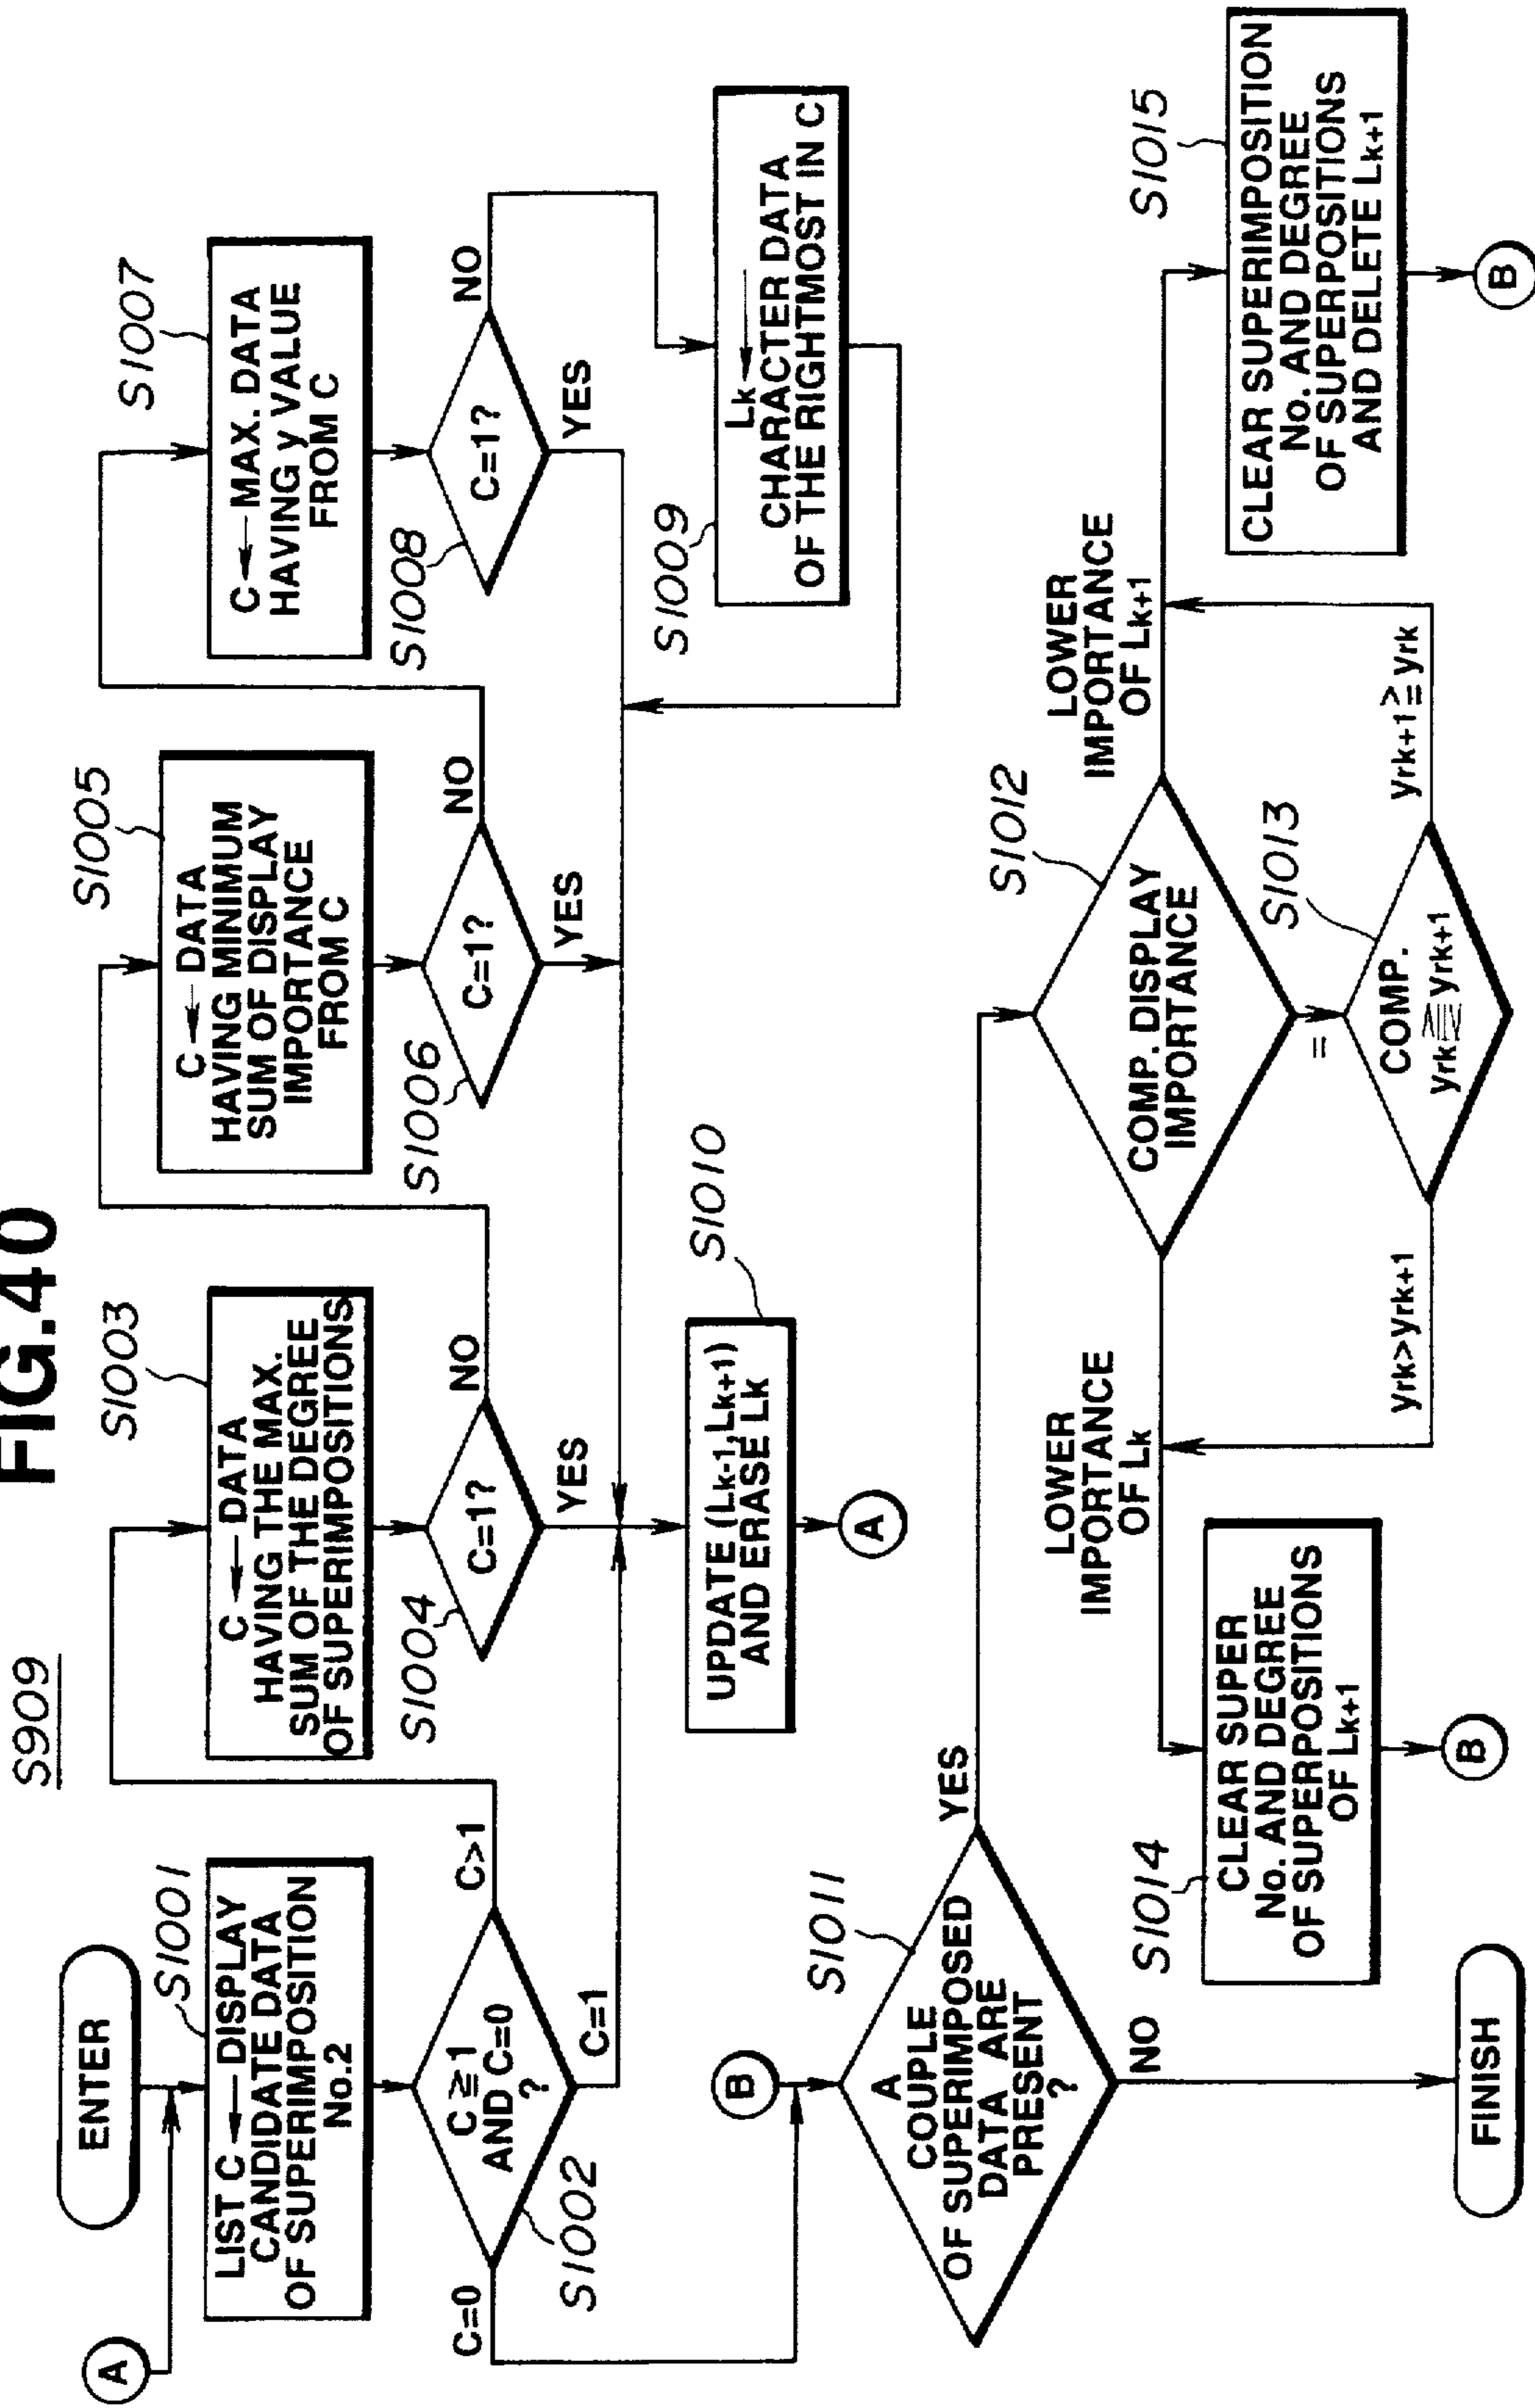 FIG.40
S909
ENTER
A
S1001
LIST C ← DISPLAY
CANDIDATE DATA
OF SUPERIMPOSITION
No.2
C ≧ 1
AND C=0
?
S1002
C=0
C=1
C>1
S1003
C ← DATA
HAVING THE MAX.
SUM OF THE DEGREE
OF SUPERIMPOSITIONS
S1004
C=1?
NO
YES
S1005
C ← DATA
HAVING MINIMUM
SUM OF DISPLAY
IMPORTANCE
FROM C
S1006
C=1?
NO
YES
S1007
C ← MAX. DATA
HAVING y VALUE
FROM C
S1008
C=1?
NO
YES
S1009
Lk ←
CHARACTER DATA
OF THE RIGHTMOST IN C
S1010
UPDATE (Lk-1,Lk+1)
AND ERASE Lk
A
B
S1011
A
COUPLE
OF SUPERIMPOSED
DATA ARE
PRESENT
?
YES
NO
FINISH
S1012
COMP. DISPLAY
IMPORTANCE
LOWER
IMPORTANCE
OF Lk
LOWER
IMPORTANCE
OF Lk+1
=
S1013
COMP.
yrk ⪋ yrk+1
yrk>yrk+1
yrk+1≧yrk
S1014
CLEAR SUPER
No. AND DEGREE
OF SUPERPOSITIONS
OF Lk+1
B
S1015
CLEAR SUPERIMPOSITION
No. AND DEGREE
OF SUPERPOSITIONS
AND DELETE Lk+1
B